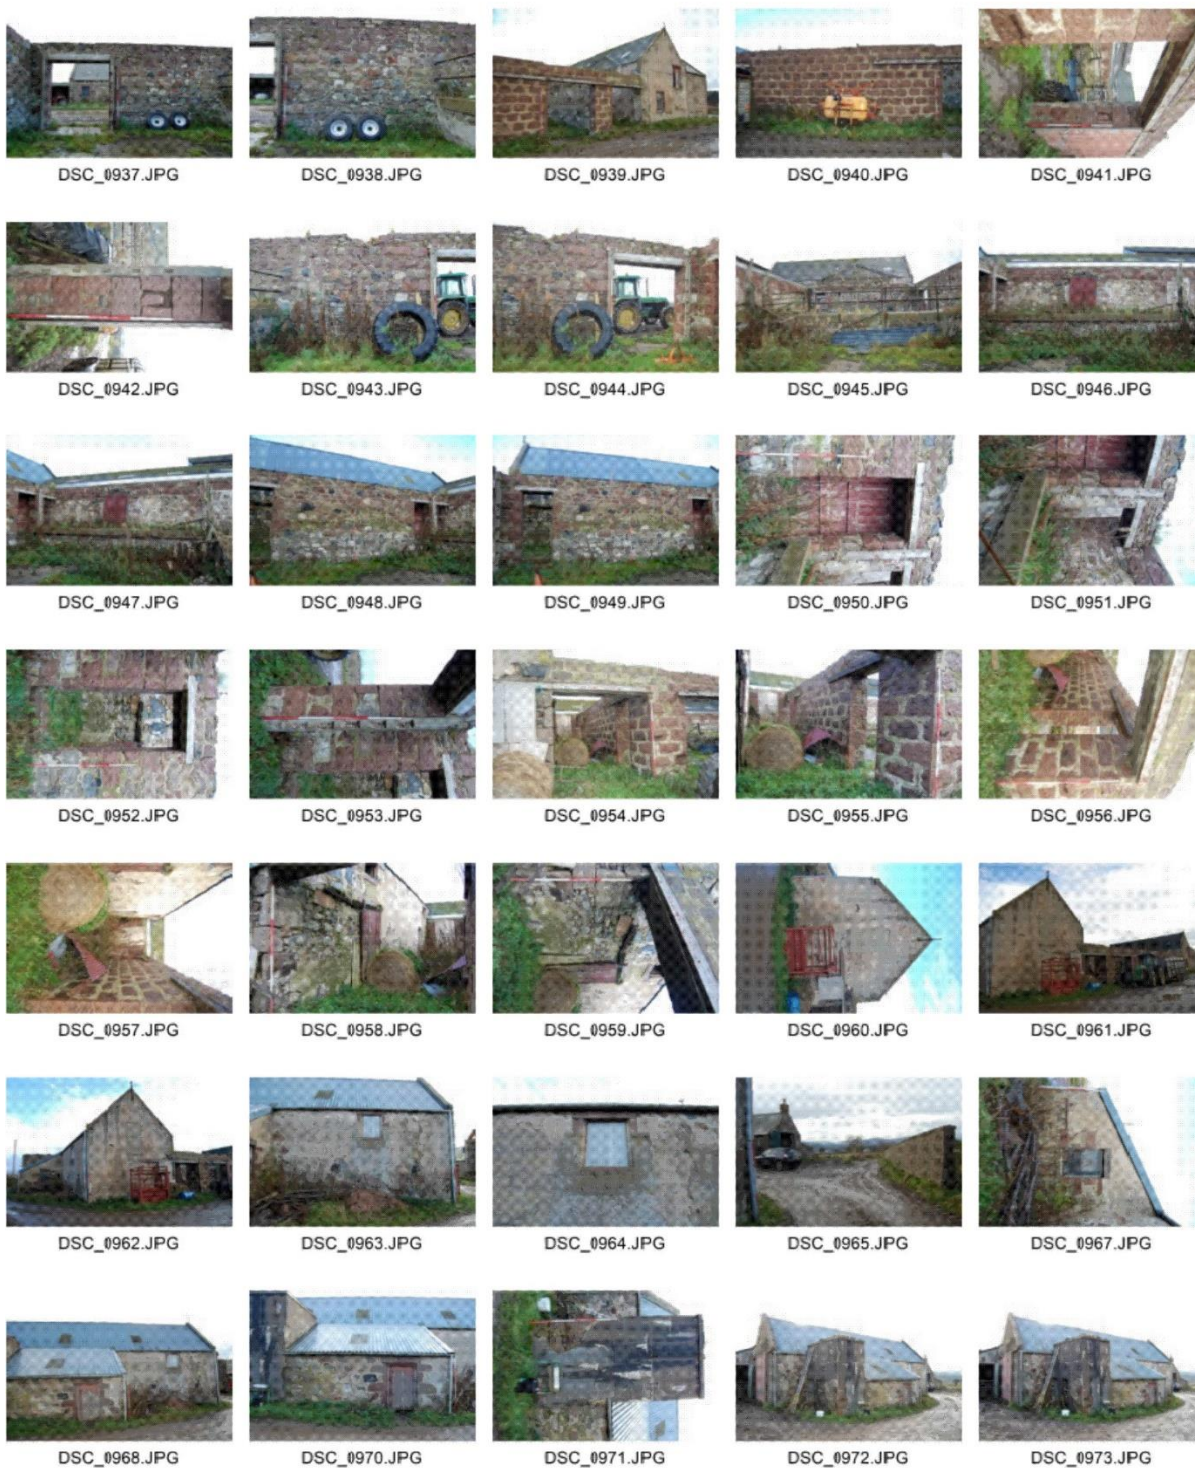 DSC_0937.JPG DSC_0938.JPG DSC_0939.JPG DSC_0940.JPG DSC_0941.JPG
DSC_0942.JPG DSC_0943.JPG DSC_0944.JPG DSC_0945.JPG DSC_0946.JPG
DSC_0947.JPG DSC_0948.JPG DSC_0949.JPG DSC_0950.JPG DSC_0951.JPG
DSC_0952.JPG DSC_0953.JPG DSC_0954.JPG DSC_0955.JPG DSC_0956.JPG
DSC_0957.JPG DSC_0958.JPG DSC_0959.JPG DSC_0960.JPG DSC_0961.JPG
DSC_0962.JPG DSC_0963.JPG DSC_0964.JPG DSC_0965.JPG DSC_0967.JPG
DSC_0968.JPG DSC_0970.JPG DSC_0971.JPG DSC_0972.JPG DSC_0973.JPG